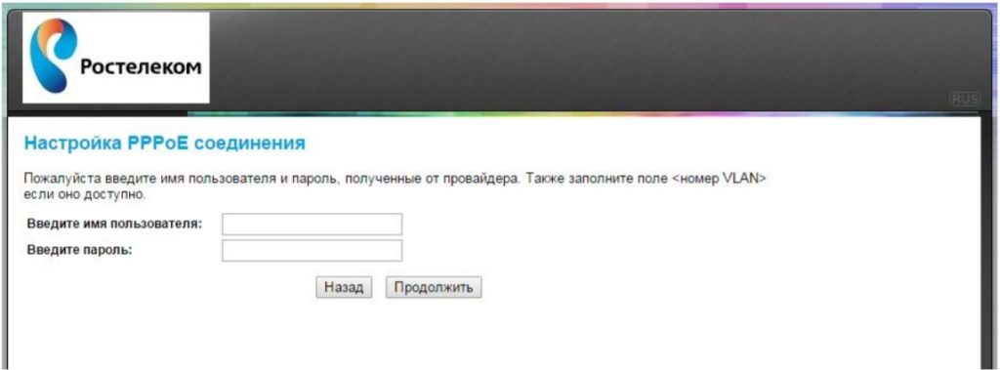 Ростелеком
RUS
Настройка PPPoE соединения
Пожалуйста введите имя пользователя и пароль, полученные от провайдера. Также заполните поле <номер VLAN>
если оно доступно.
Введите имя пользователя:
Введите пароль:
Назад Продолжить